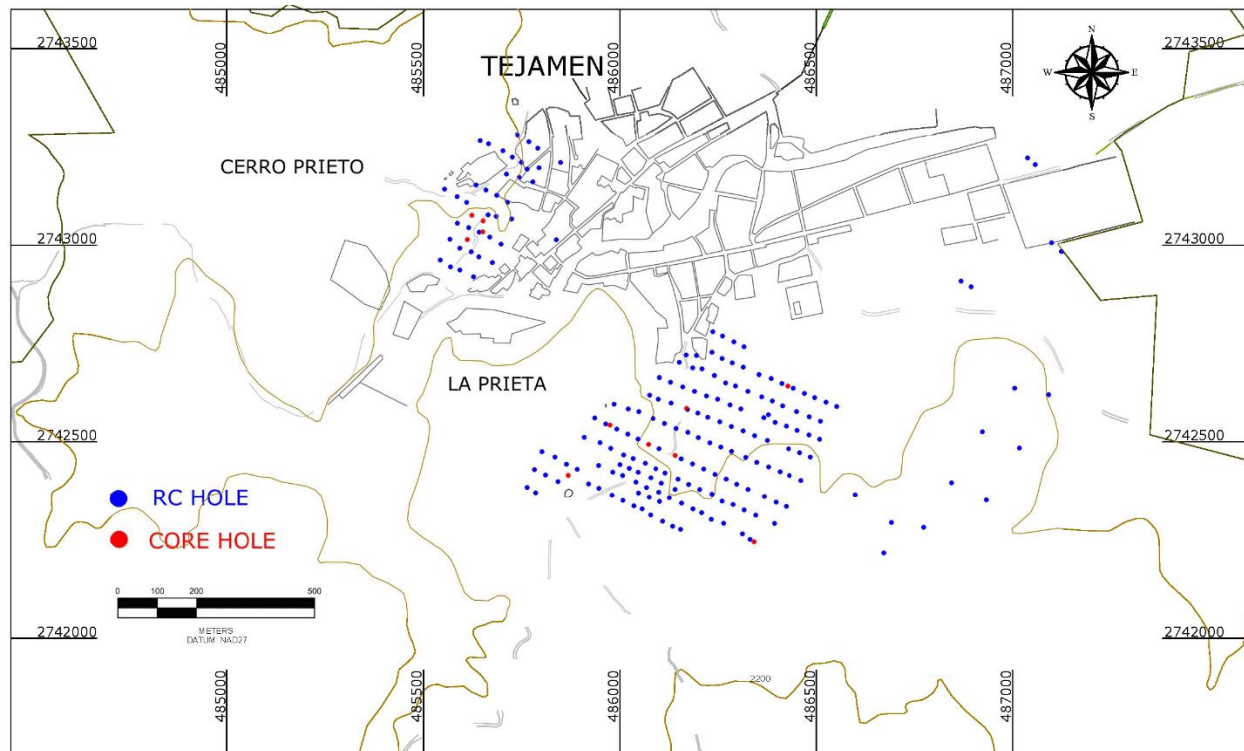 2743500
485000
485500
486000
486500
487000
2743500
TEJAMEN
N
W E
S
CERRO PRIETO
2743000
2743000
LA PRIETA
2742500
2742500
RC HOLE
CORE HOLE
0 100 200 500
METERS
DATUM: NAD27
2742000
2742000
2200
485000
485500
486000
486500
487000